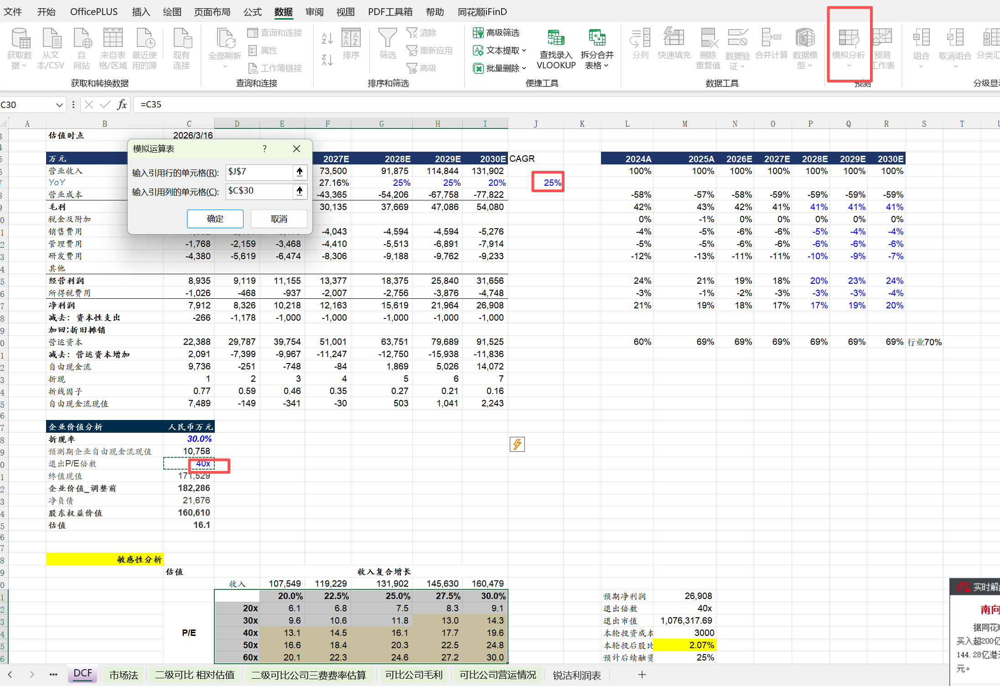 文件 开始 OfficePLUS 插入 绘图 页面布局 公式 数据 审阅 视图 PDF工具箱 帮助 同花顺iFinD
获取数据 从文本/CSV 自网站 来自表格/区域 最近使用的源 现有连接
获取和转换数据
全部刷新 查询和连接 属性 工作簿链接
查询和连接
排序 筛选 清除 重新应用 高级
排序和筛选
高级筛选 文本提取 批量删除 查找录入 VLOOKUP 拆分合并表格
便捷工具
分列 快速填充 删除重复值 数据验证 合并计算 数据模型
数据工具
模拟分析 预测工作表
预测
组合 取消组合 分类汇
分级显示
C30 fx =C35
A B C D E F G H I J K L M N O P Q R S T
估值时点 2026/3/16
模拟运算表 ?
输入引用行的单元格(R): $J$7
输入引用列的单元格(C): $C$30
确定 取消
万元 2027E 2028E 2029E 2030E CAGR 2024A 2025A 2026E 2027E 2028E 2029E 2030E
营业收入 73,500 91,875 114,844 131,902 100% 100% 100% 100% 100% 100% 100%
YoY 27.16% 25% 25% 20% 25%
营业成本 -43,365 -54,206 -67,758 -77,822 -58% -57% -58% -59% -59% -59% -59%
毛利 30,135 37,669 47,086 54,080 42% 43% 42% 41% 41% 41% 41%
税金及附加 0% -1% 0% 0% 0% 0% 0%
销售费用 -4,043 -4,594 -4,594 -5,276 -4% -5% -6% -6% -5% -4% -4%
管理费用 -1,768 -2,159 -3,468 -4,410 -5,513 -6,891 -7,914 -5% -5% -6% -6% -6% -6% -6%
研发费用 -4,380 -5,619 -6,474 -8,306 -9,188 -9,762 -9,233 -12% -13% -11% -11% -10% -9% -7%
其他
经营利润 8,935 9,119 11,155 13,377 18,375 25,840 31,656 24% 21% 19% 18% 20% 23% 24%
所得税费用 -1,026 -468 -937 -2,007 -2,756 -3,876 -4,748 -3% -1% -2% -3% -3% -3% -4%
净利润 7,912 8,326 10,218 12,163 15,619 21,964 26,908 21% 19% 18% 17% 17% 19% 20%
减去：资本性支出 -266 -1,178 -1,000 -1,000 -1,000 -1,000 -1,000
加回:折旧摊销
营运资本 22,388 29,787 39,754 51,001 63,751 79,689 91,525 60% 69% 69% 69% 69% 69% 69% 行业70%
减去：营运资本增加 2,091 -7,399 -9,967 -11,247 -12,750 -15,938 -11,836
自由现金流 9,736 -251 -748 -84 1,869 5,026 14,072
折现 1 2 3 4 5 6 7
折线因子 0.77 0.59 0.46 0.35 0.27 0.21 0.16
自由现金流现值 7,489 -149 -341 -30 503 1,041 2,243
企业价值分析 人民币万元
折现率 30.0%
预测期企业自由现金流现值 10,758
退出P/E倍数 40x
终值现值 171,529
企业价值_调整前 182,286
净负债 21,676
股东权益价值 160,610
估值 16.1
敏感性分析
估值 收入复合增长
收入 107,549 119,229 131,902 145,630 160,479
20.0% 22.5% 25.0% 27.5% 30.0% 预期净利润 26,908
20x 6.1 6.8 7.5 8.3 9.1 退出倍数 40x
30x 9.6 10.6 11.8 13.0 14.3 退出市值 1,076,317.69
P/E 40x 13.1 14.5 16.1 17.7 19.6 本轮投资成本 3000
50x 16.6 18.4 20.3 22.5 24.8 本轮投后股比 2.07%
60x 20.1 22.3 24.6 27.2 30.0 预计后续融资 25%
实时解
南向
据同花
买入超200亿
144.28亿港
元。
DCF 市场法 二级可比 相对估值 二级可比公司三费费率估算 可比公司毛利 可比公司营运情况 锐洁利润表